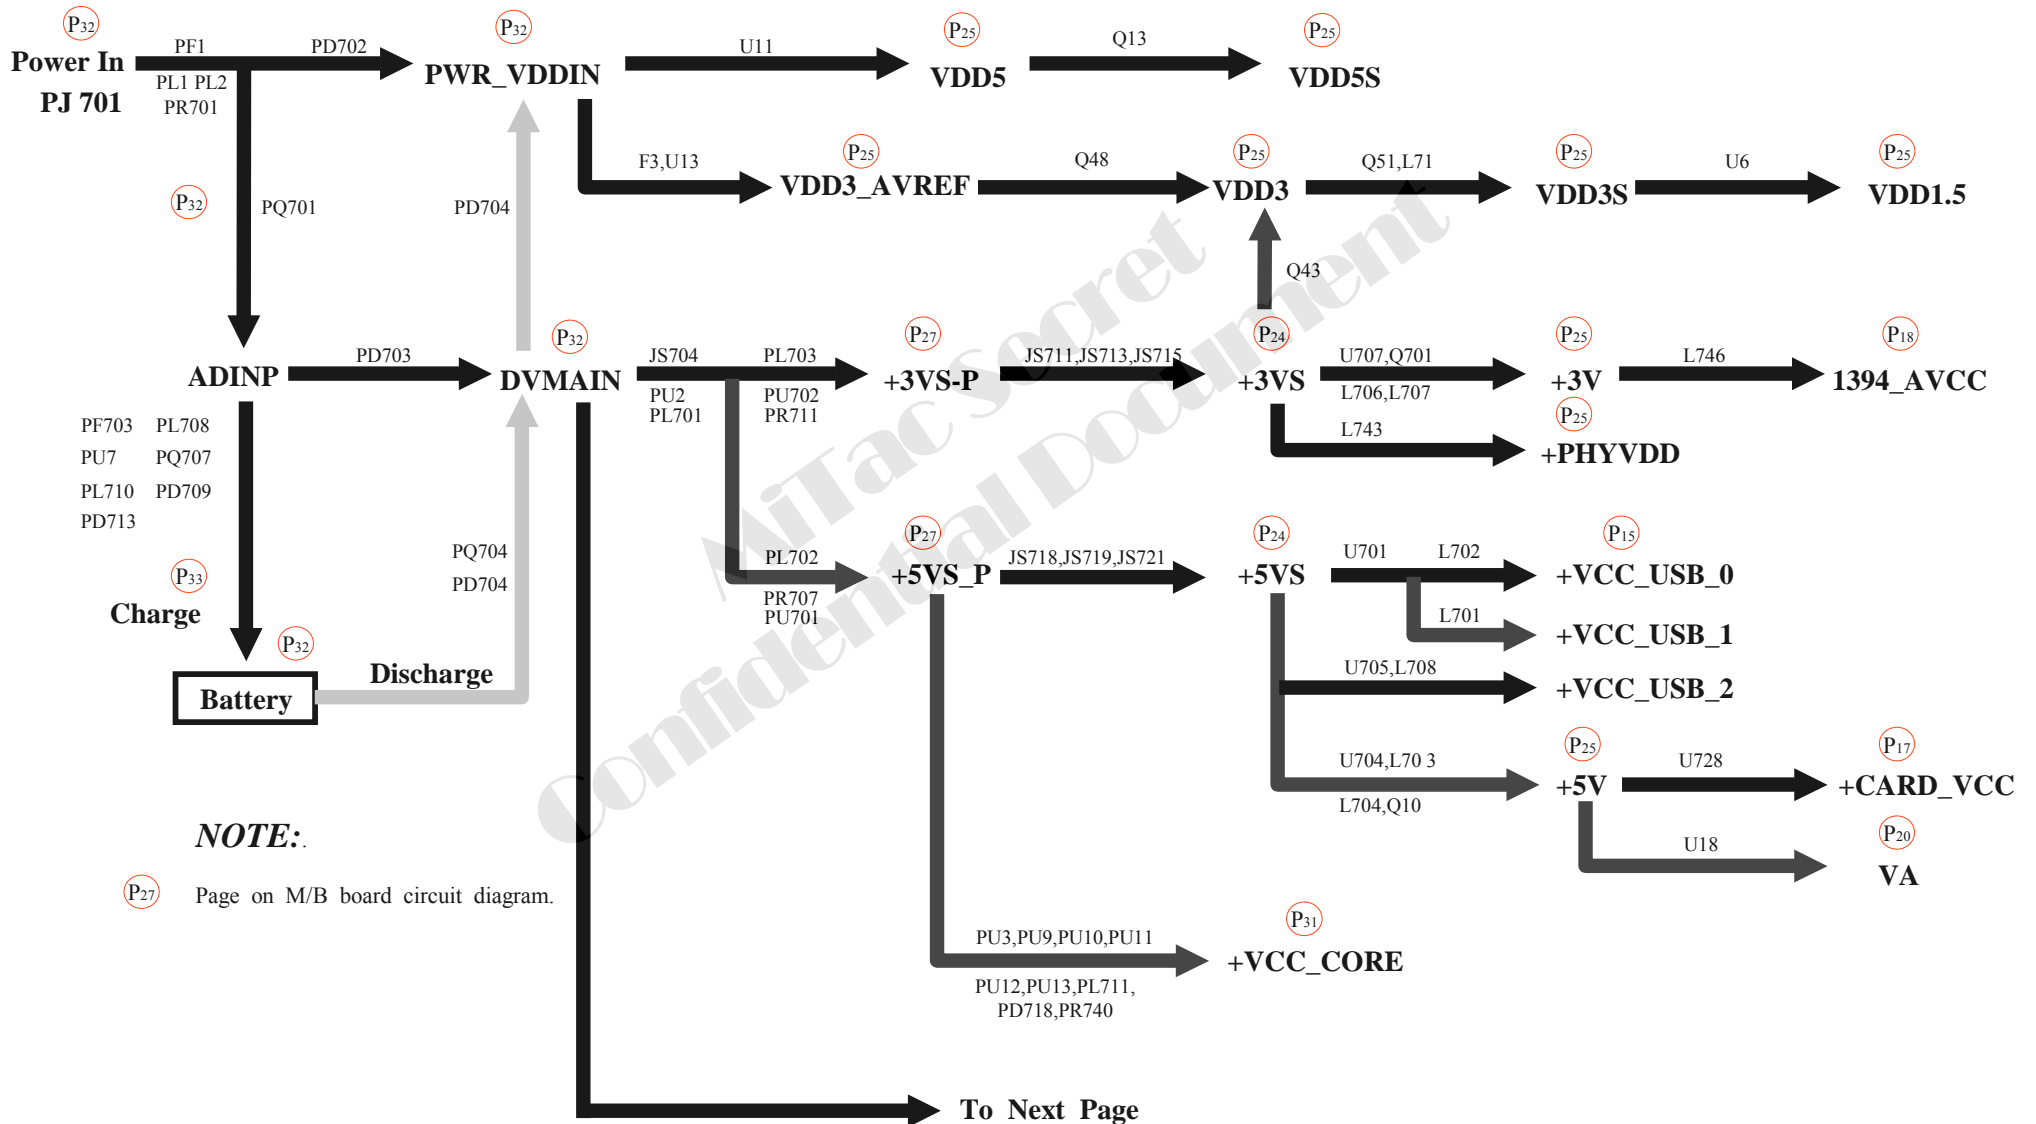 P32
Power In
PJ 701
PF1
PL1 PL2
PR701
PD702
P32
PWR_VDDIN
U11
P25
VDD5
Q13
P25
VDD5S
F3,U13
P25
VDD3_AVREF
Q48
P25
VDD3
Q51,L71
P25
VDD3S
U6
P25
VDD1.5
P32
PQ701
PD704
Q43
ADINP
PD703
P32
DVMAIN
JS704
PU2
PL701
PL703
PU702
PR711
P27
+3VS-P
JS711,JS713,JS715
P24
+3VS
U707,Q701
L706,L707
P25
+3V
L746
P18
1394_AVCC
L743
P25
+PHYVDD
PF703 PL708
PU7 PQ707
PL710 PD709
PD713
P33
Charge
P32
Battery
Discharge
PQ704
PD704
PL702
PR707
PU701
P27
+5VS_P
JS718,JS719,JS721
P24
+5VS
U701
L702
P15
+VCC_USB_0
L701
+VCC_USB_1
U705,L708
+VCC_USB_2
U704,L70 3
L704,Q10
P25
+5V
U728
P17
+CARD_VCC
U18
P20
VA
PU3,PU9,PU10,PU11
PU12,PU13,PL711,
PD718,PR740
P31
+VCC_CORE
To Next Page
NOTE:.
P27 Page on M/B board circuit diagram.
MiTac Secret
Confidential Document